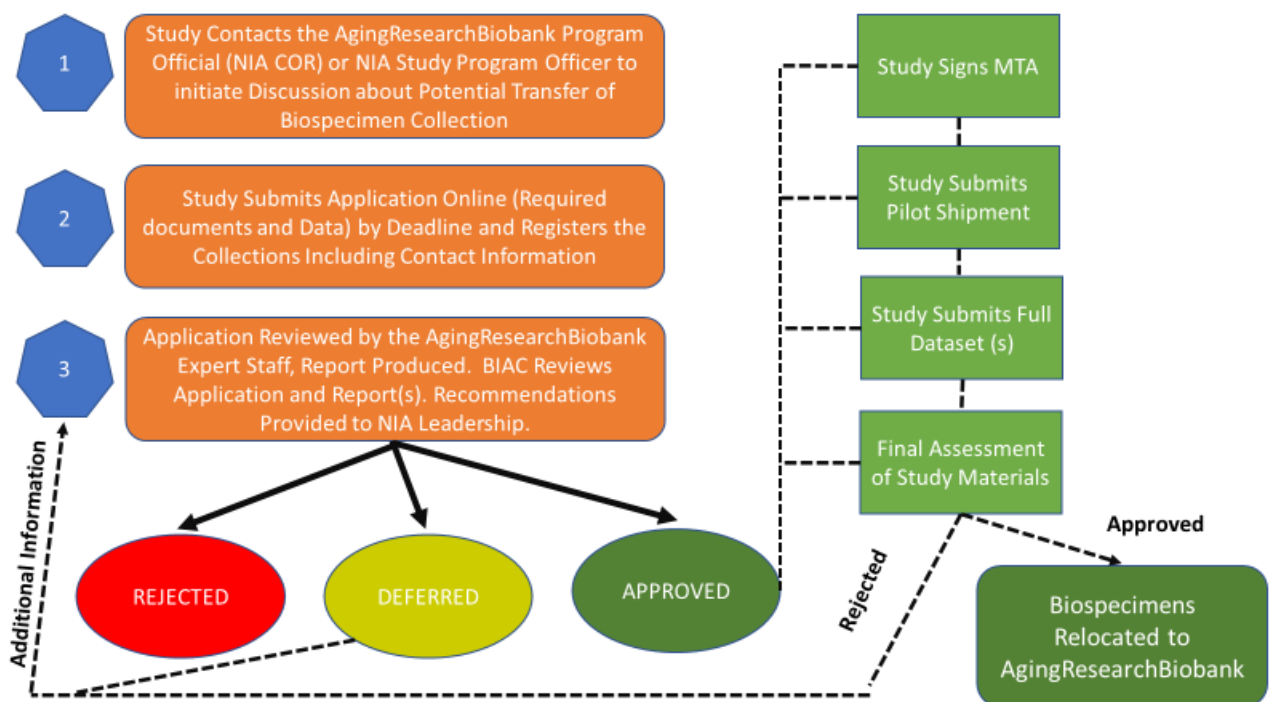 1
Study Contacts the AgingResearchBiobank Program
Official (NIA COR) or NIA Study Program Officer to
initiate Discussion about Potential Transfer of
Biospecimen Collection
2
Study Submits Application Online (Required
documents and Data) by Deadline and Registers the
Collections Including Contact Information
3
Application Reviewed by the AgingResearchBiobank
Expert Staff, Report Produced.  BIAC Reviews
Application and Report(s). Recommendations
Provided to NIA Leadership.
Additional Information
REJECTED
DEFERRED
APPROVED
Study Signs MTA
Study Submits
Pilot Shipment
Study Submits Full
Dataset (s)
Final Assessment
of Study Materials
Rejected
Approved
Biospecimens
Relocated to
AgingResearchBiobank